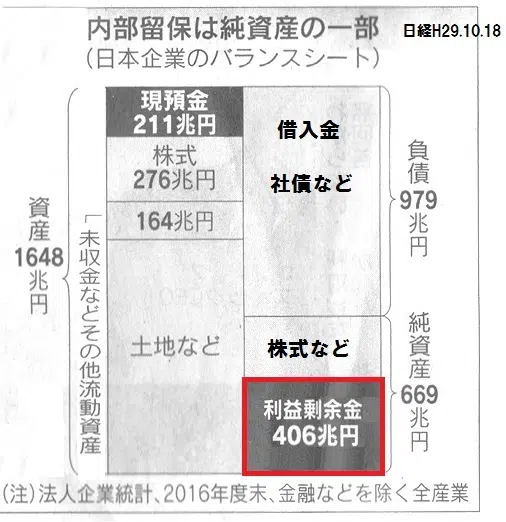 内部留保は純資産の一部
日経H29.10.18
(日本企業のバランスシート)
資産
1648
兆円
「未収金などその他流動資産
現預金
211兆円
株式
276兆円
164兆円
土地など
借入金
社債など
株式など
利益剰余金
406兆円
負債
979
兆円
純資産
669
兆円
(注)法人企業統計、2016年度末、金融などを除く全産業